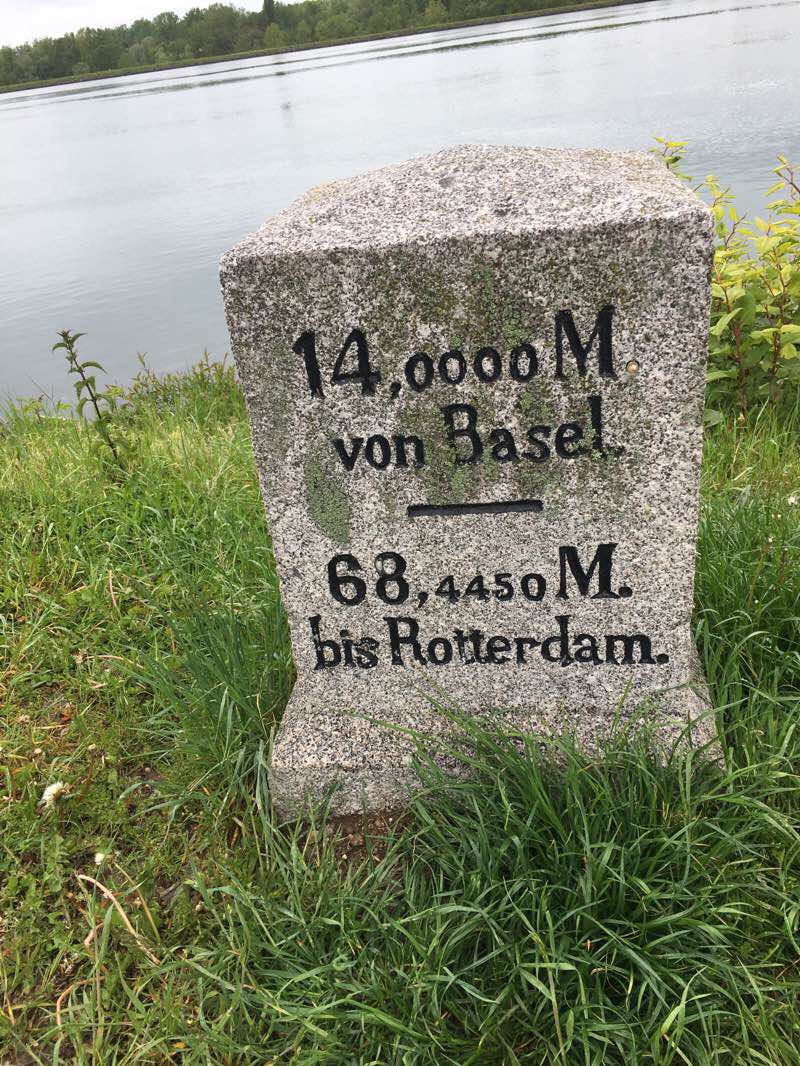 14,0000 M.
von Basel.
68,4450 M.
bis Rotterdam.